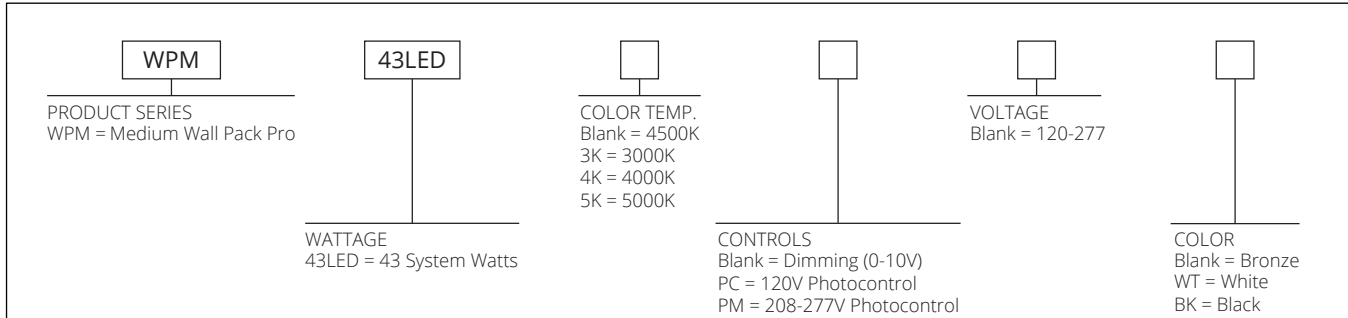 WPM
43LED
PRODUCT SERIES
WPM = Medium Wall Pack Pro
COLOR TEMP.
Blank = 4500K
3K = 3000K
4K = 4000K
5K = 5000K
VOLTAGE
Blank = 120-277
WATTAGE
43LED = 43 System Watts
CONTROLS
Blank = Dimming (0-10V)
PC = 120V Photocontrol
PM = 208-277V Photocontrol
COLOR
Blank = Bronze
WT = White
BK = Black